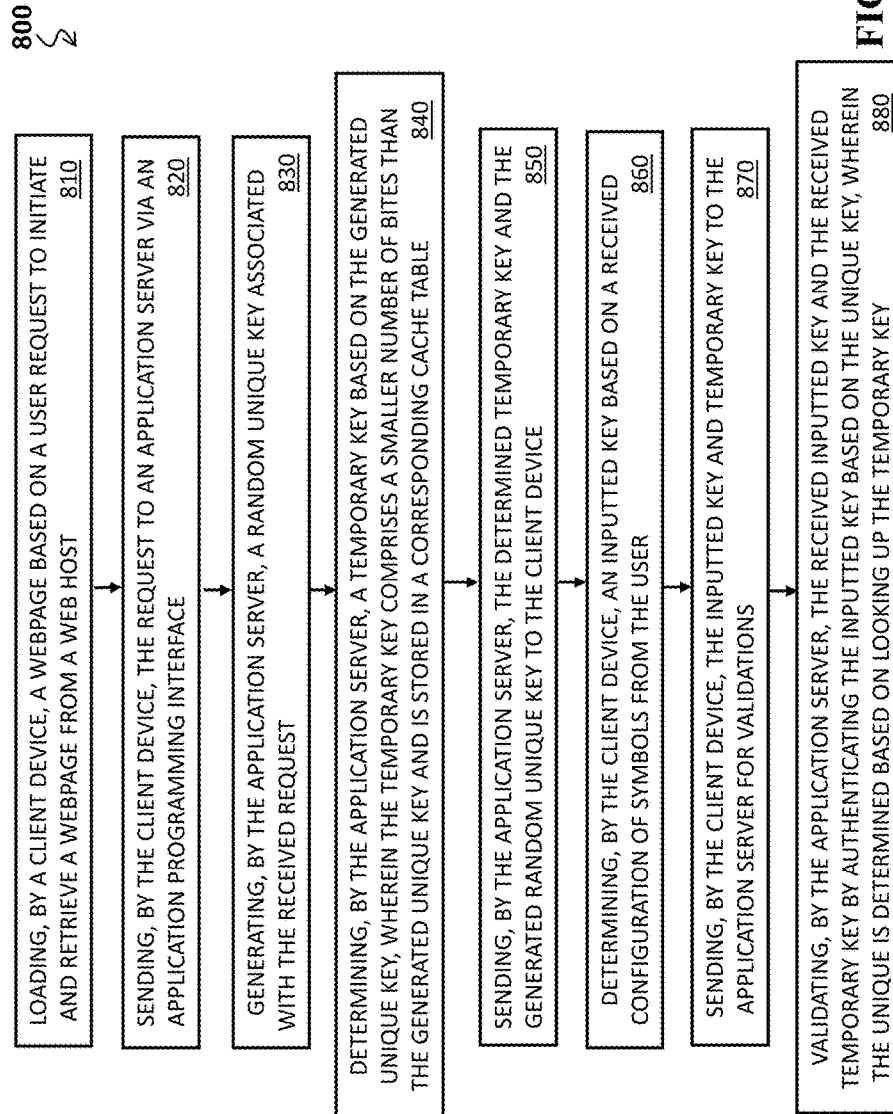 800
LOADING, BY A CLIENT DEVICE, A WEBPAGE BASED ON A USER REQUEST TO INITIATE
AND RETRIEVE A WEBPAGE FROM A WEB HOST
810
SENDING, BY THE CLIENT DEVICE, THE REQUEST TO AN APPLICATION SERVER VIA AN
APPLICATION PROGRAMMING INTERFACE
820
GENERATING, BY THE APPLICATION SERVER, A RANDOM UNIQUE KEY ASSOCIATED
WITH THE RECEIVED REQUEST
830
DETERMINING, BY THE APPLICATION SERVER, A TEMPORARY KEY BASED ON THE GENERATED
UNIQUE KEY, WHEREIN THE TEMPORARY KEY COMPRISES A SMALLER NUMBER OF BITES THAN
THE GENERATED UNIQUE KEY AND IS STORED IN A CORRESPONDING CACHE TABLE
840
SENDING, BY THE APPLICATION SERVER, THE DETERMINED TEMPORARY KEY AND THE
GENERATED RANDOM UNIQUE KEY TO THE CLIENT DEVICE
850
DETERMINING, BY THE CLIENT DEVICE, AN INPUTTED KEY BASED ON A RECEIVED
CONFIGURATION OF SYMBOLS FROM THE USER
860
SENDING, BY THE CLIENT DEVICE, THE INPUTTED KEY AND TEMPORARY KEY TO THE
APPLICATION SERVER FOR VALIDATIONS
870
VALIDATING, BY THE APPLICATION SERVER, THE RECEIVED INPUTTED KEY AND THE RECEIVED
TEMPORARY KEY BY AUTHENTICATING THE INPUTTED KEY BASED ON THE UNIQUE KEY, WHEREIN
THE UNIQUE IS DETERMINED BASED ON LOOKING UP THE TEMPORARY KEY
880